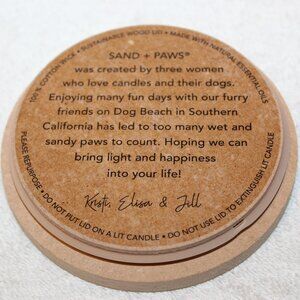 100% COTTON WICK • SUSTAINABLE WOOD LID • MADE WITH NATURAL ESSENTIAL OILS
SAND + PAWS®
was created by three women
who love candles and their dogs.
Enjoying many fun days with our furry
friends on Dog Beach in Southern
California has led to too many wet and
sandy paws to count. Hoping we can
bring light and happiness
into your life!
Kristi, Elisa & Jill
PLEASE REPURPOSE • DO NOT PUT LID ON A LIT CANDLE • DO NOT USE LID TO EXTINGUISH LIT CANDLE